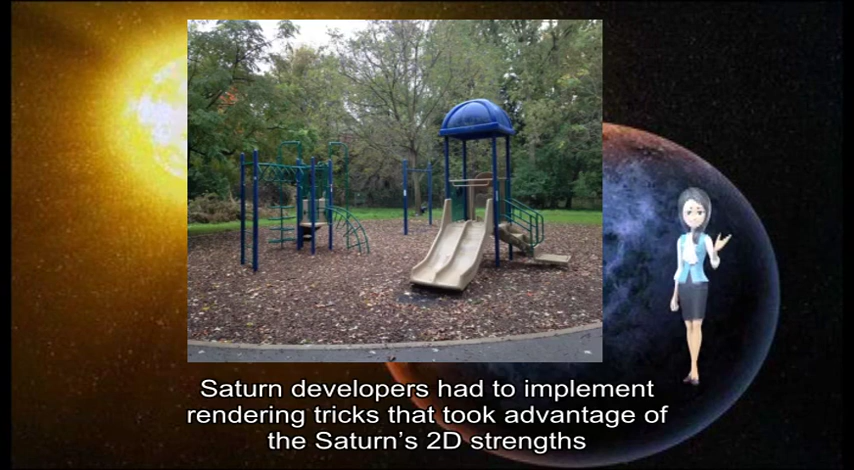 Saturn developers had to implement
rendering tricks that took advantage of
the Saturn’s 2D strengths